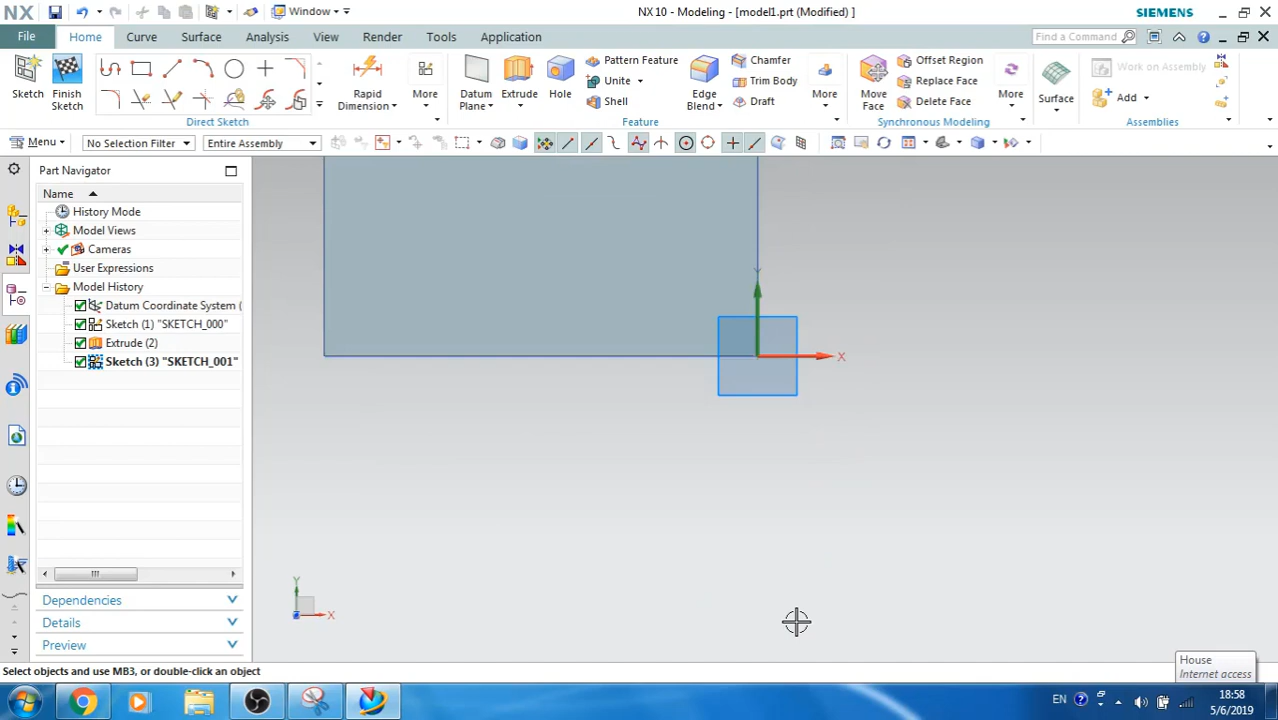 NX
Window
NX 10 - Modeling - [model1.prt (Modified) ]
SIEMENS
File
Home
Curve
Surface
Analysis
View
Render
Tools
Application
Find a Command
Sketch
Finish
Sketch
Direct Sketch
Rapid
Dimension
More
Datum
Plane
Extrude
Hole
Pattern Feature
Unite
Shell
Edge
Blend
Chamfer
Trim Body
Draft
More
Feature
Move
Face
Offset Region
Replace Face
Delete Face
More
Synchronous Modeling
Surface
Work on Assembly
Add
Assemblies
Menu
No Selection Filter
Entire Assembly
Part Navigator
Name
History Mode
Model Views
Cameras
User Expressions
Model History
Datum Coordinate System (
Sketch (1) "SKETCH_000"
Extrude (2)
Sketch (3) "SKETCH_001"
Dependencies
Details
Preview
Y
X
Y
X
Select objects and use MB3, or double-click an object
House
Internet access
EN
18:58
5/6/2019